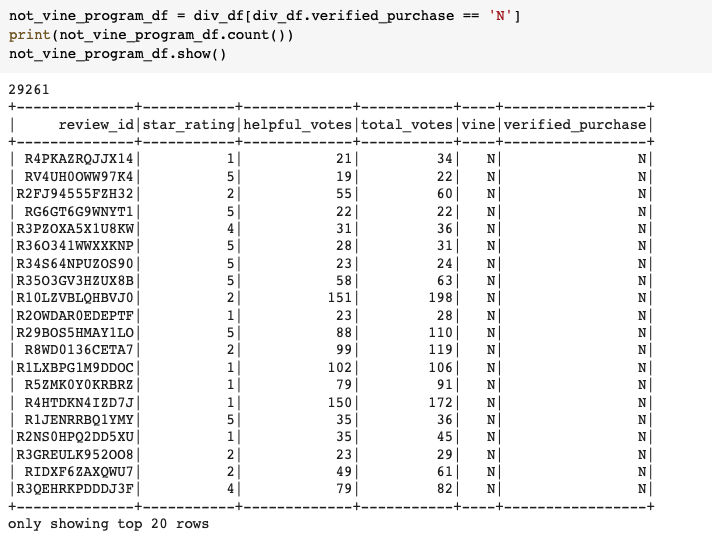 not_vine_program_df = div_df[div_df.verified_purchase == 'N']
print(not_vine_program_df.count())
not_vine_program_df.show()
29261
+--------------+-----------+-------------+-----------+----+-----------------+
|     review_id|star_rating|helpful_votes|total_votes|vine|verified_purchase|
+--------------+-----------+-------------+-----------+----+-----------------+
| R4PKAZRQJJX14|          1|           21|         34|   N|                N|
| RV4UH0OWW97K4|          5|           19|         22|   N|                N|
|R2FJ94555FZH32|          2|           55|         60|   N|                N|
| RG6GT6G9WNYT1|          5|           22|         22|   N|                N|
|R3PZOXA5X1U8KW|          4|           31|         36|   N|                N|
|R36O341WWXXKNP|          5|           28|         31|   N|                N|
|R34S64NPUZOS90|          5|           23|         24|   N|                N|
|R35O3GV3HZUX8B|          5|           58|         63|   N|                N|
|R10LZVBLQHBVJ0|          2|          151|        198|   N|                N|
|R2OWDAR0EDEPTF|          1|           23|         28|   N|                N|
|R29BOS5HMAY1LO|          5|           88|        110|   N|                N|
| R8WD0136CETA7|          2|           99|        119|   N|                N|
|R1LXBPG1M9DDOC|          1|          102|        106|   N|                N|
| R5ZMK0Y0KRBRZ|          1|           79|         91|   N|                N|
| R4HTDKN4IZD7J|          1|          150|        172|   N|                N|
| R1JENRRBQ1YMY|          5|           35|         36|   N|                N|
|R2NS0HPQ2DD5XU|          1|           35|         45|   N|                N|
|R3GREULK952OO8|          2|           23|         29|   N|                N|
| RIDXF6ZAXQWU7|          2|           49|         61|   N|                N|
|R3QEHRKPDDDJ3F|          4|           79|         82|   N|                N|
+--------------+-----------+-------------+-----------+----+-----------------+
only showing top 20 rows